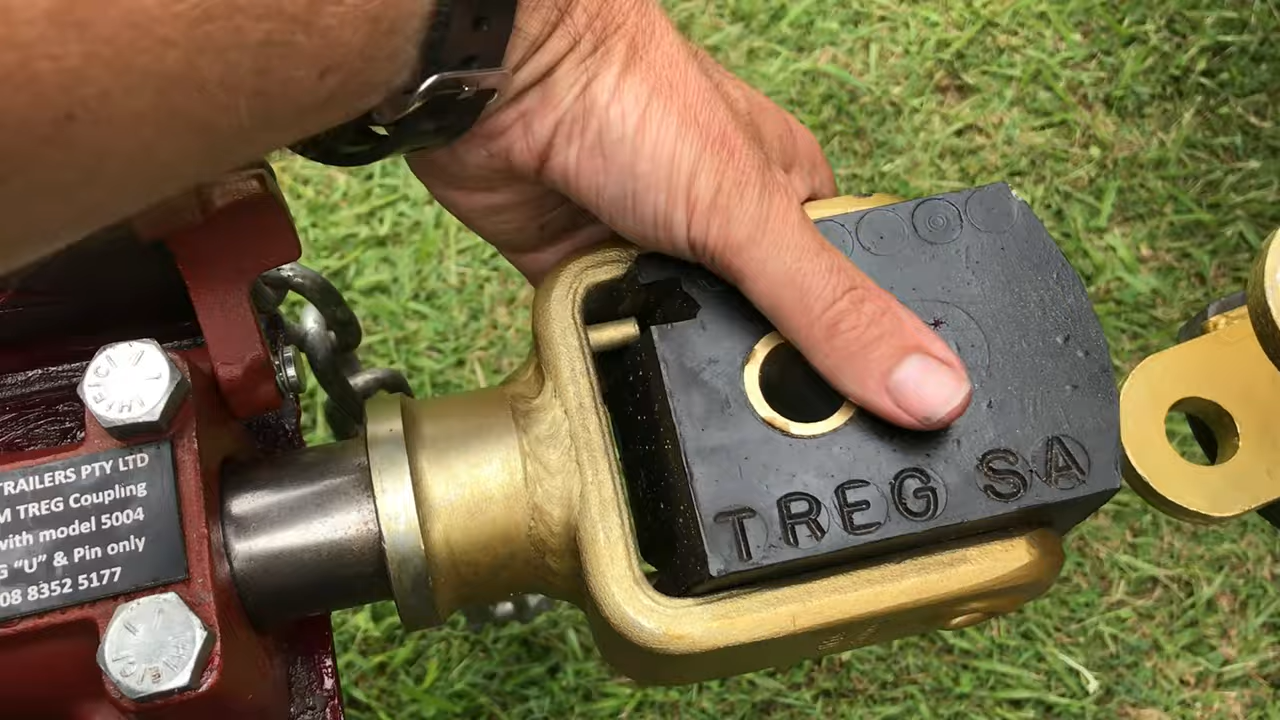 TRAILERS PTY LTD
M TREG Coupling
with model 5004
G “U” & Pin only
08 8352 5177
TREG SA